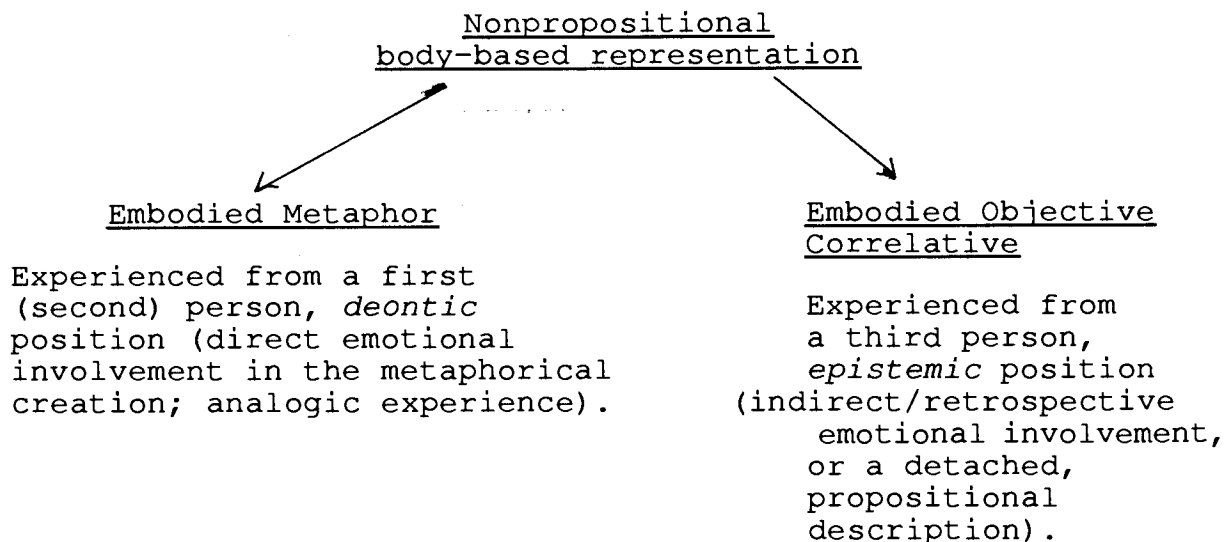 Nonpropositional
body-based representation
Embodied Metaphor
Experienced from a first
(second) person, deontic
position (direct emotional
involvement in the metaphorical
creation; analogic experience).
Embodied Objective
Correlative
Experienced from
a third person,
epistemic position
(indirect/retrospective
emotional involvement,
or a detached,
propositional
description).